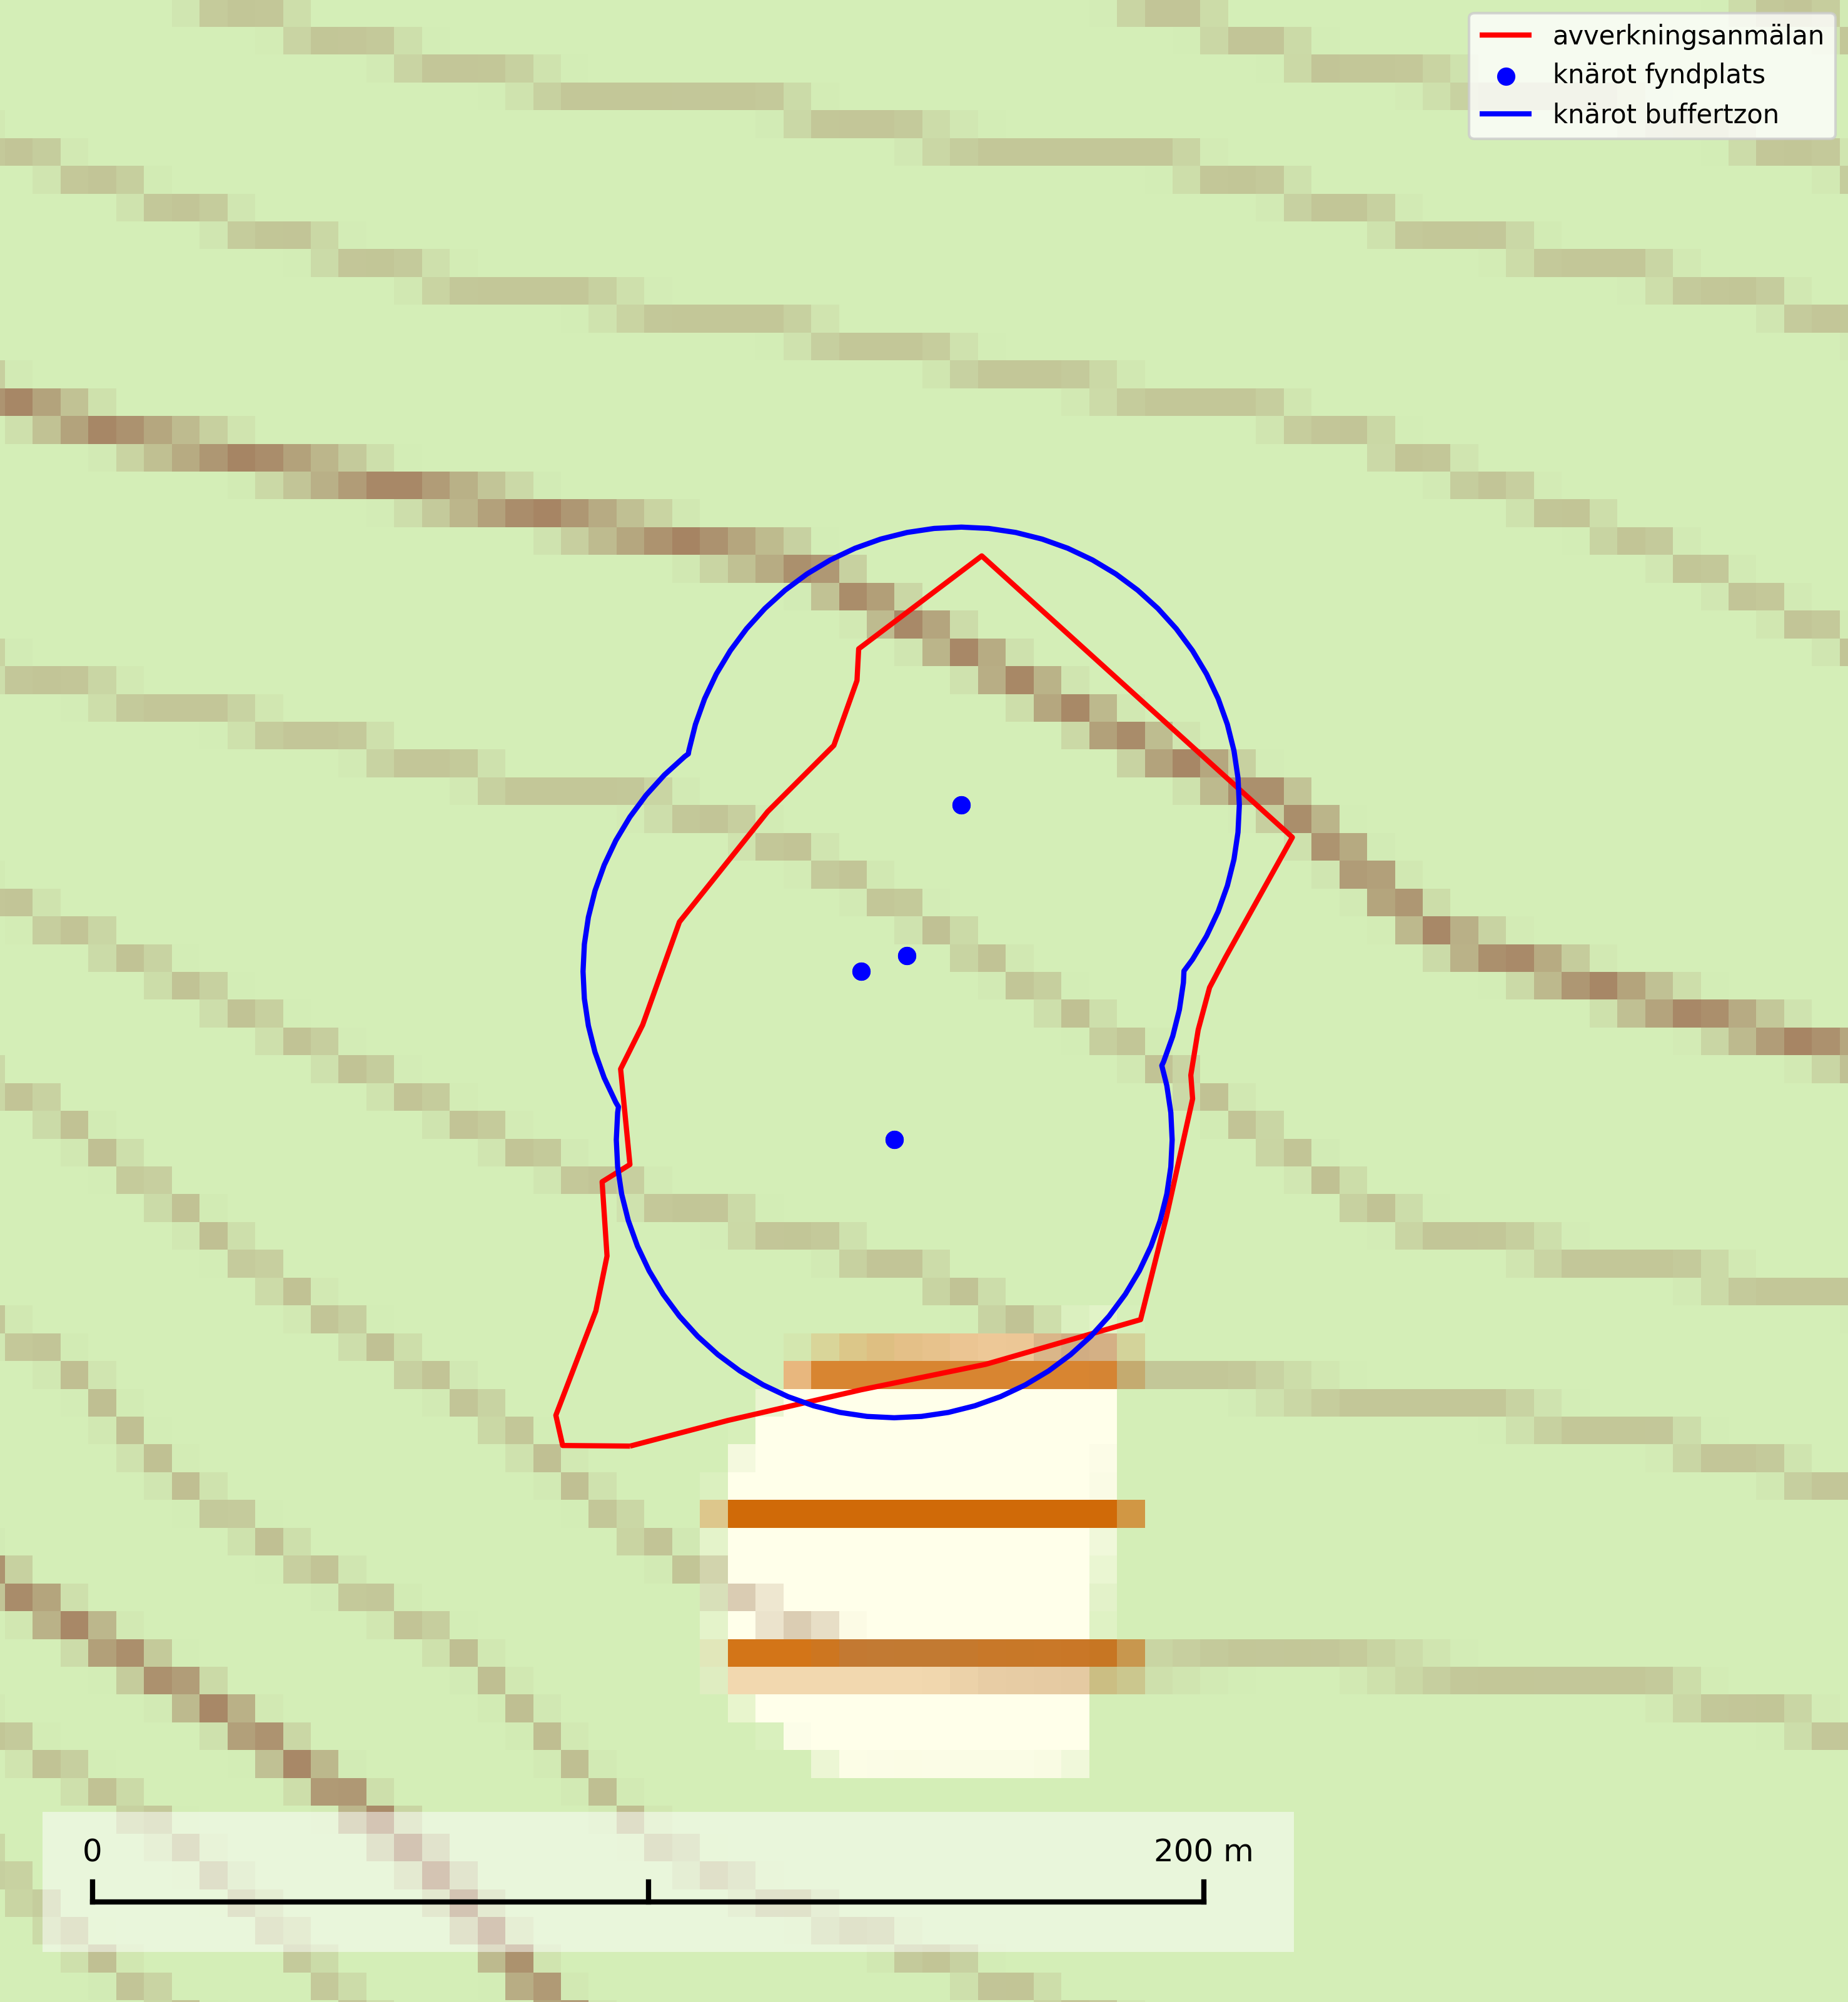 avverkningsanmälan
knärot fyndplats
knärot buffertzon
0 200 m